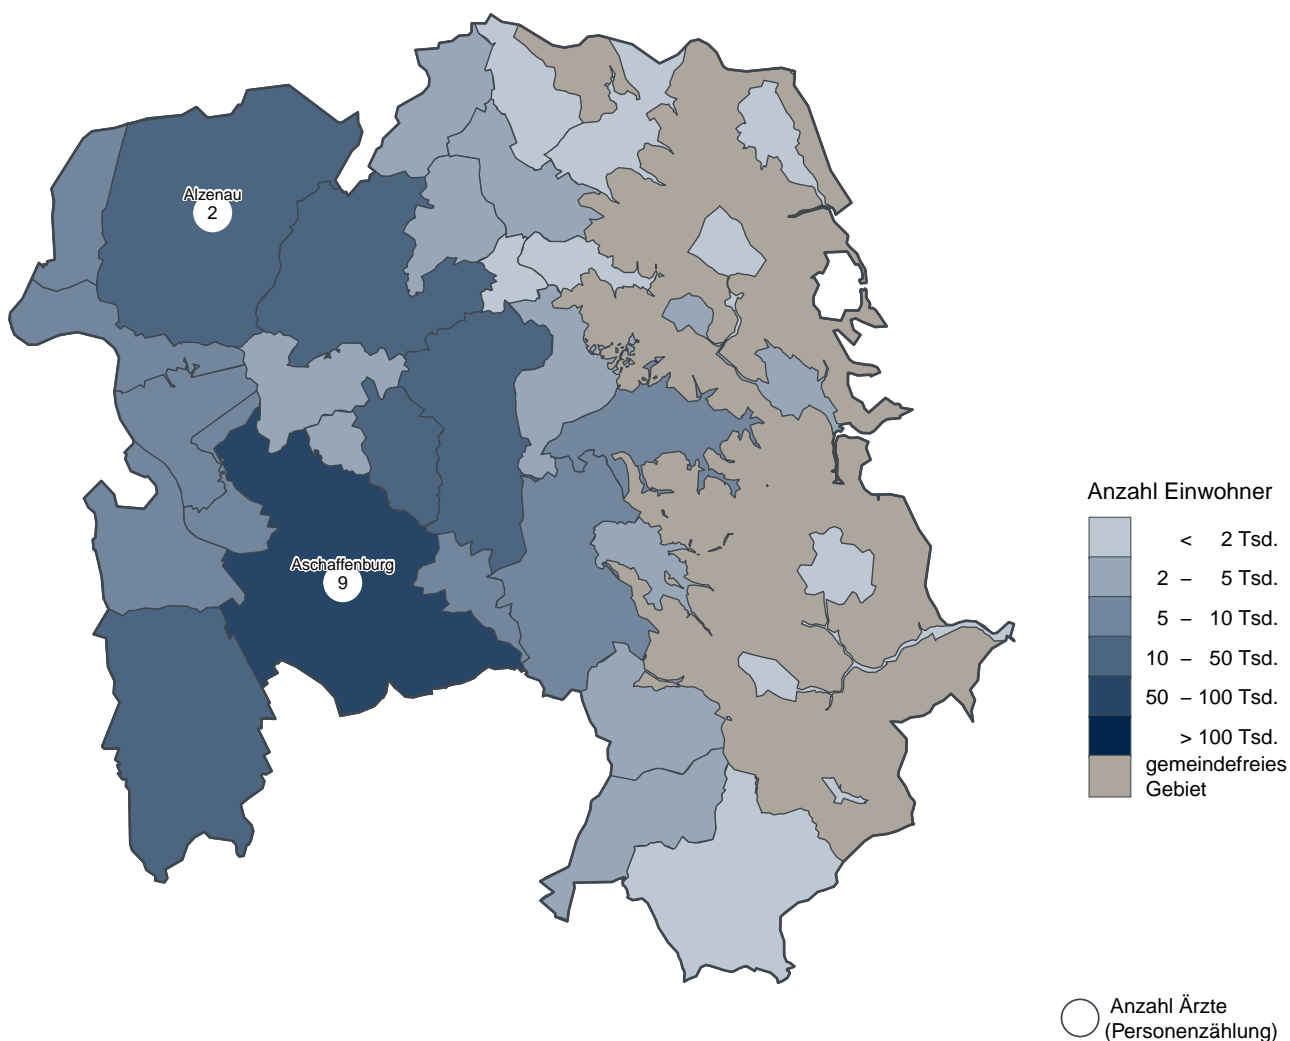 Alzenau
2
Aschaffenburg
9
Anzahl Einwohner
< 2 Tsd.
2 – 5 Tsd.
5 – 10 Tsd.
10 – 50 Tsd.
50 – 100 Tsd.
> 100 Tsd.
gemeindefreies
Gebiet
Anzahl Ärzte
(Personenzählung)